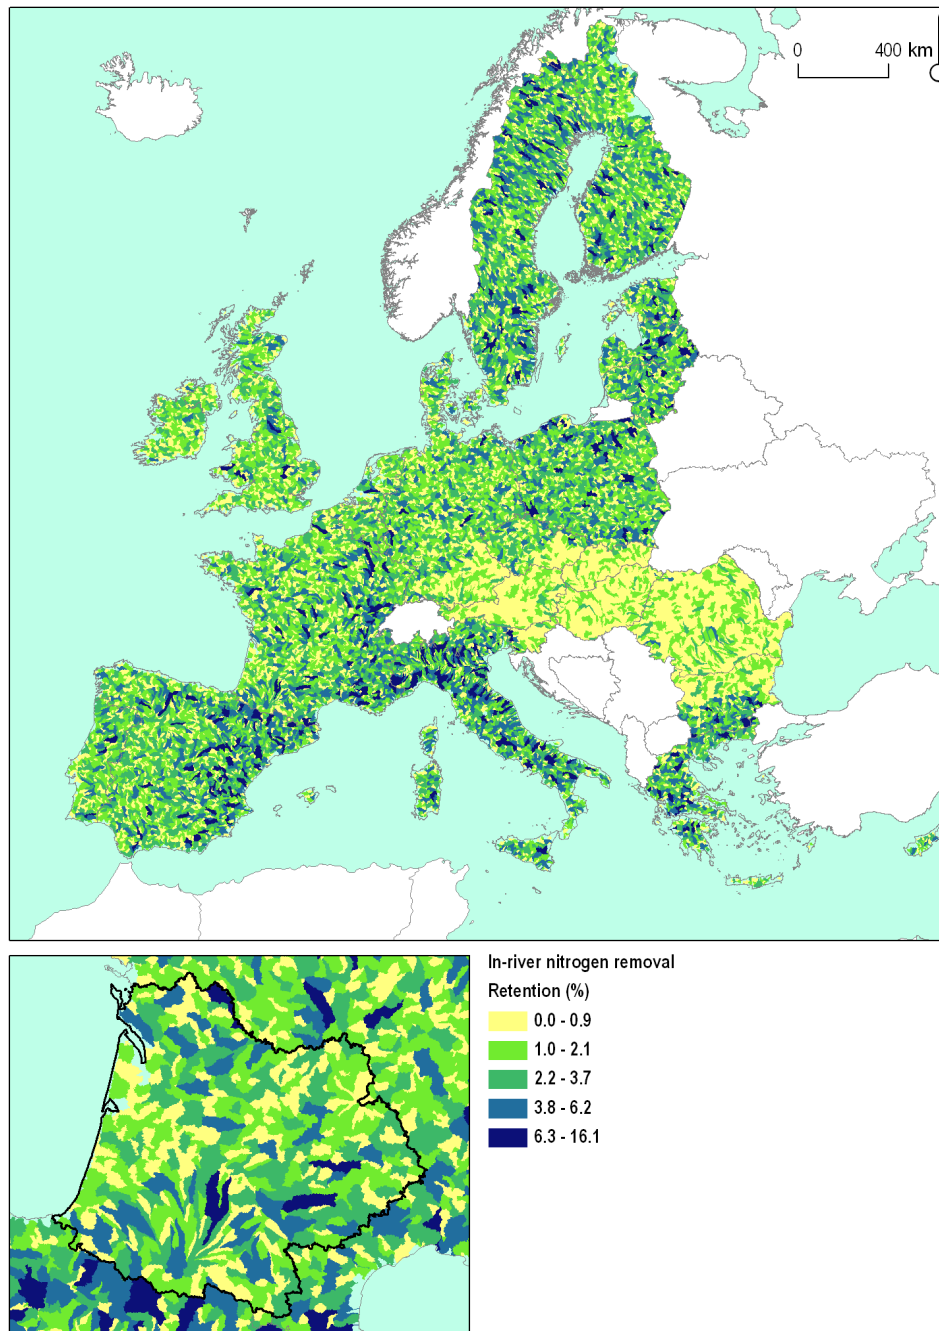 0 400 km
In-river nitrogen removal
Retention (%)
0.0 - 0.9
1.0 - 2.1
2.2 - 3.7
3.8 - 6.2
6.3 - 16.1